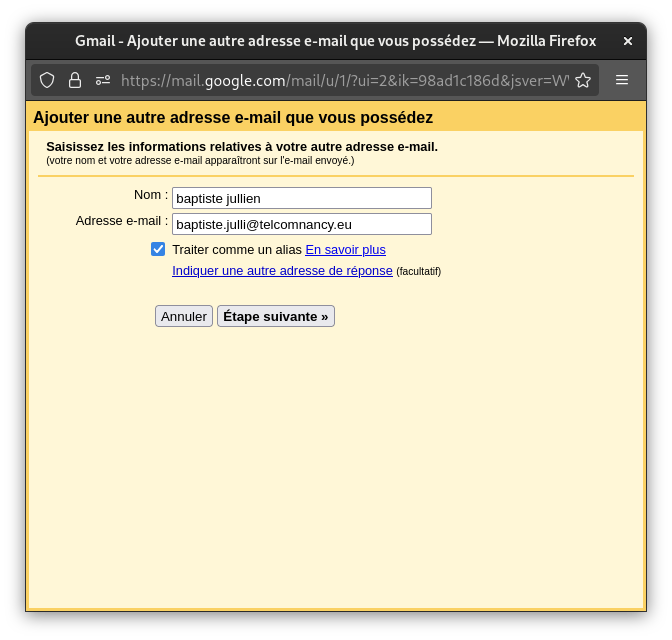 Gmail - Ajouter une autre adresse e-mail que vous possédez — Mozilla Firefox
https://mail.google.com/mail/u/1/?ui=2&ik=98ad1c186d&jsver=W
Ajouter une autre adresse e-mail que vous possédez
Saisissez les informations relatives à votre autre adresse e-mail.
(votre nom et votre adresse e-mail apparaîtront sur l'e-mail envoyé.)
Nom : baptiste jullien
Adresse e-mail : baptiste.julli@telcomnancy.eu
Traiter comme un alias En savoir plus
Indiquer une autre adresse de réponse (facultatif)
Annuler Étape suivante »